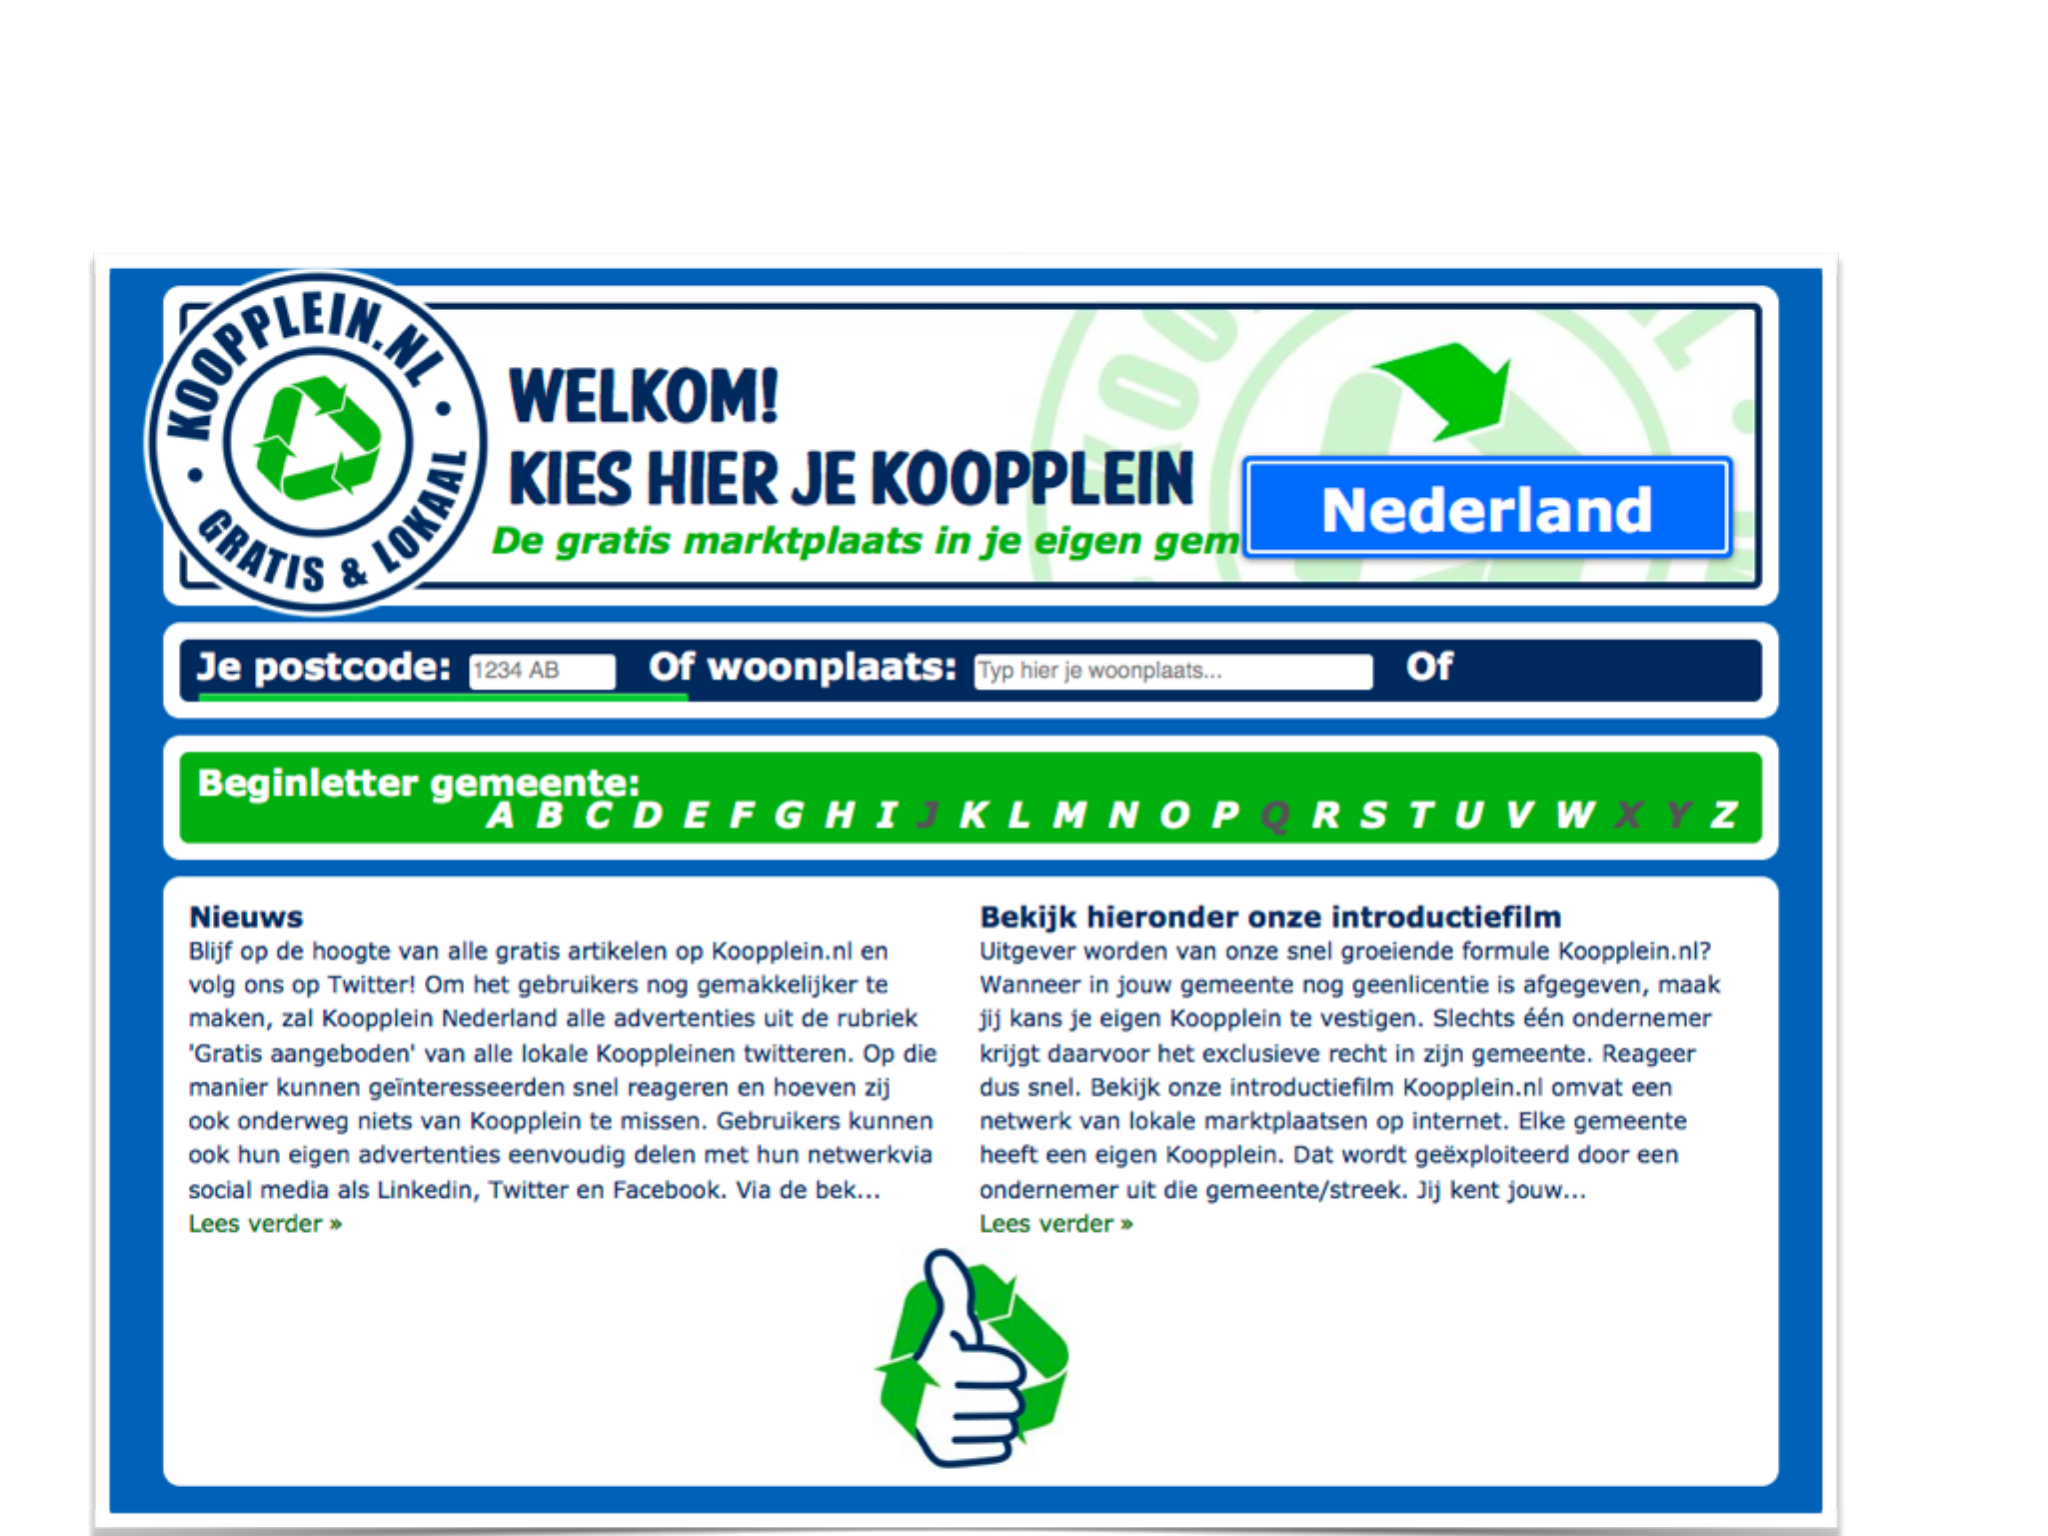 KOOPPLEIN.NL
GRATIS & LOKAAL
WELKOM!
KIES HIER JE KOOPPLEIN
De gratis marktplaats in je eigen gem
Nederland
Je postcode: 1234 AB Of woonplaats: Typ hier je woonplaats... Of
Beginletter gemeente:
A B C D E F G H I J K L M N O P Q R S T U V W X Y Z
Nieuws
Blijf op de hoogte van alle gratis artikelen op Koopplein.nl en
volg ons op Twitter! Om het gebruikers nog gemakkelijker te
maken, zal Koopplein Nederland alle advertenties uit de rubriek
'Gratis aangeboden' van alle lokale Kooppleinen twitteren. Op die
manier kunnen geïnteresseerden snel reageren en hoeven zij
ook onderweg niets van Koopplein te missen. Gebruikers kunnen
ook hun eigen advertenties eenvoudig delen met hun netwerkvia
social media als Linkedin, Twitter en Facebook. Via de bek...
Lees verder »
Bekijk hieronder onze introductiefilm
Uitgever worden van onze snel groeiende formule Koopplein.nl?
Wanneer in jouw gemeente nog geenlicentie is afgegeven, maak
jij kans je eigen Koopplein te vestigen. Slechts één ondernemer
krijgt daarvoor het exclusieve recht in zijn gemeente. Reageer
dus snel. Bekijk onze introductiefilm Koopplein.nl omvat een
netwerk van lokale marktplaatsen op internet. Elke gemeente
heeft een eigen Koopplein. Dat wordt geëxploiteerd door een
ondernemer uit die gemeente/streek. Jij kent jouw...
Lees verder »